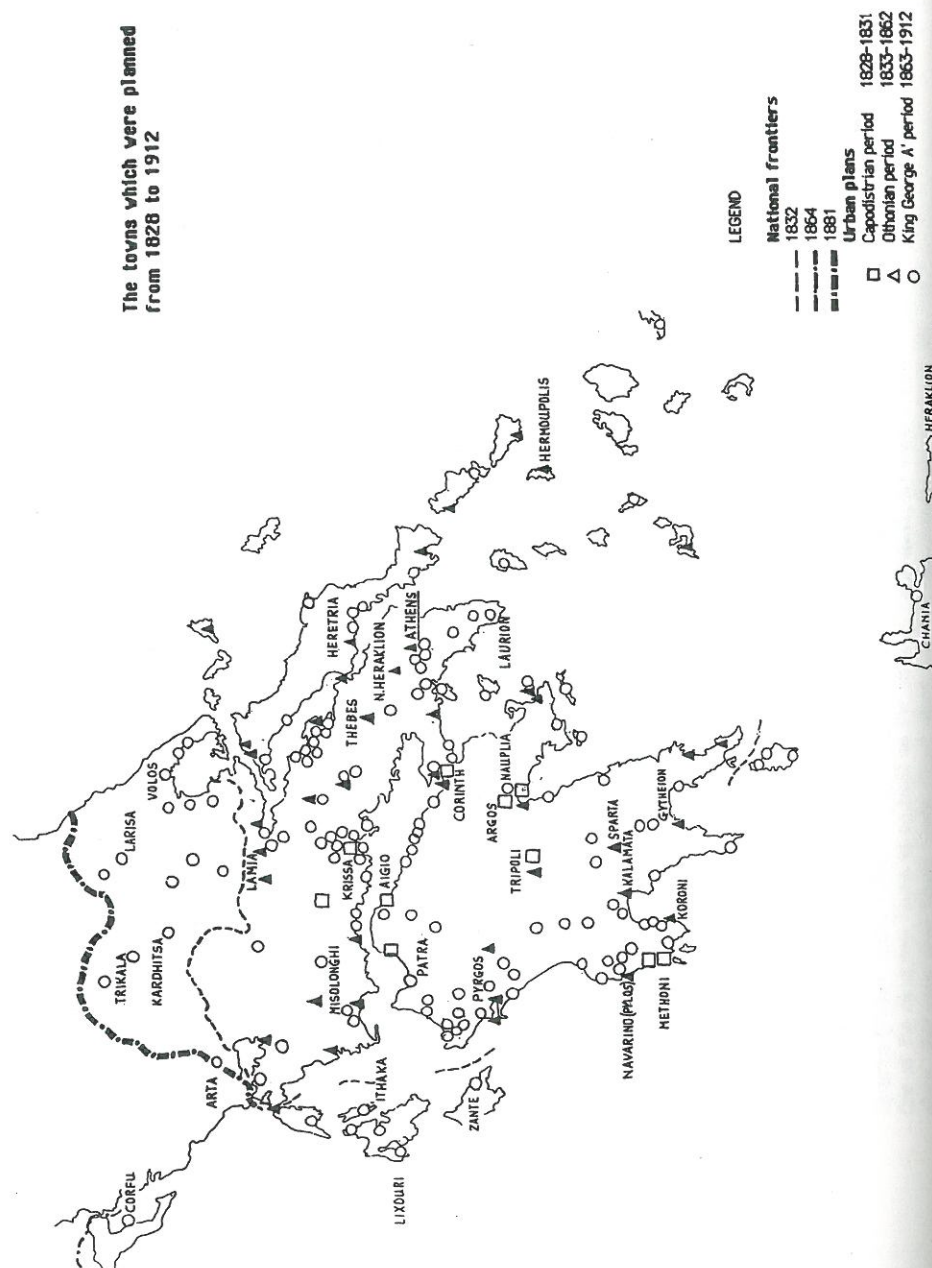 The towns which were planned
from 1828 to 1912
CORFU
ARTA
TRIKALA
KARDHITSA
LARISA
VOLOS
LAMIA
LIXOURI
ITHAKA
ZANTE
MISOLONGHI
KRISSA
AIGIO
PATRA
THEBES
HERETRIA
N.HERAKLION
ATHENS
LAURION
CORINTH
PYRGOS
TRIPOLI
ARGOS
NAUPLIA
NAVARINO (PYLOS)
METHONI
KORONI
KALAMATA
SPARTA
GYTHEION
HERMOUPOLIS
CHANIA
HERAKLION
LEGEND
National frontiers
1832
1864
1881
Urban plans
Capodistrian period 1828-1831
Othonian period 1833-1862
King George A' period 1863-1912